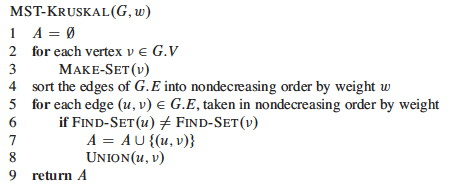 MST-KRUSKAL(G, w)
1 A = Ø
2 for each vertex v ∈ G.V
3 MAKE-SET(v)
4 sort the edges of G.E into nondecreasing order by weight w
5 for each edge (u, v) ∈ G.E, taken in nondecreasing order by weight
6 if FIND-SET(u) ≠ FIND-SET(v)
7 A = A ∪ {(u, v)}
8 UNION(u, v)
9 return A